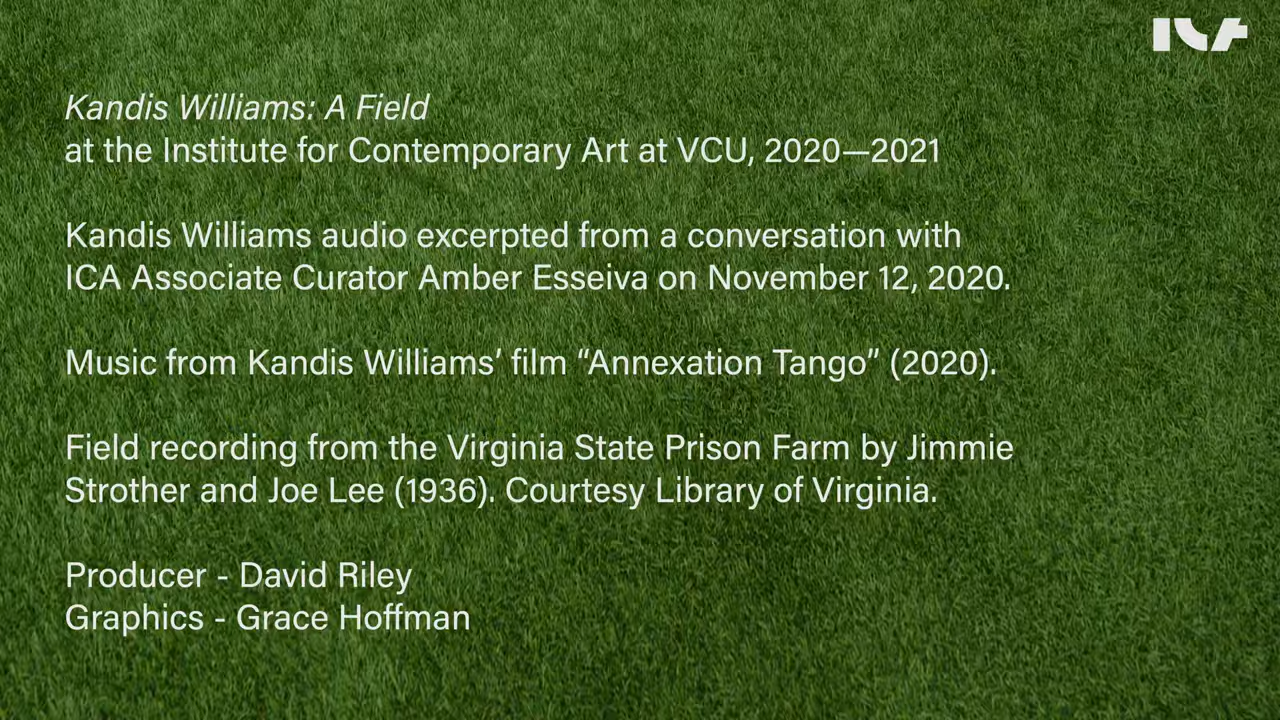 ICA
Kandis Williams: A Field
at the Institute for Contemporary Art at VCU, 2020—2021
Kandis Williams audio excerpted from a conversation with
ICA Associate Curator Amber Esseiva on November 12, 2020.
Music from Kandis Williams’ film “Annexation Tango” (2020).
Field recording from the Virginia State Prison Farm by Jimmie
Strother and Joe Lee (1936). Courtesy Library of Virginia.
Producer - David Riley
Graphics - Grace Hoffman